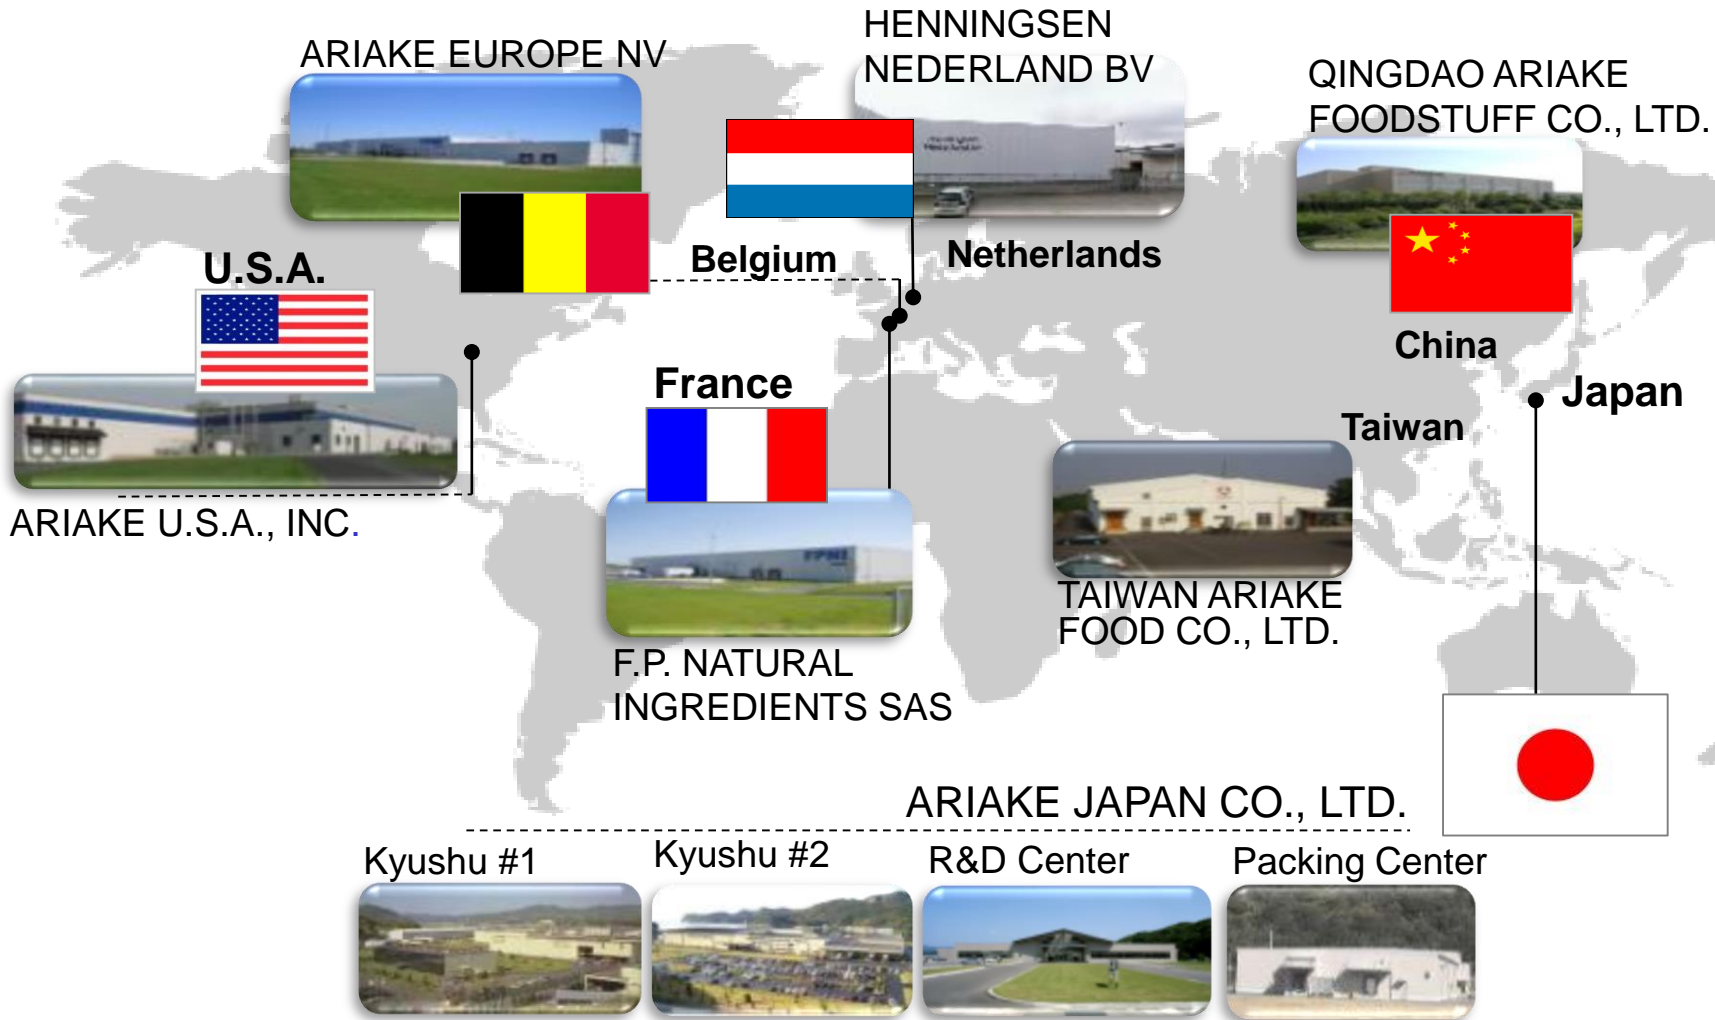 HENNINGSEN
NEDERLAND BV
ARIAKE EUROPE NV
QINGDAO ARIAKE
FOODSTUFF CO., LTD.
Belgium
Netherlands
U.S.A.
China
France
Japan
Taiwan
ARIAKE U.S.A., INC.
FPNI
TAIWAN ARIAKE
FOOD CO., LTD.
F.P. NATURAL
INGREDIENTS SAS
ARIAKE JAPAN CO., LTD.
Kyushu #1
Kyushu #2
R&D Center
Packing Center